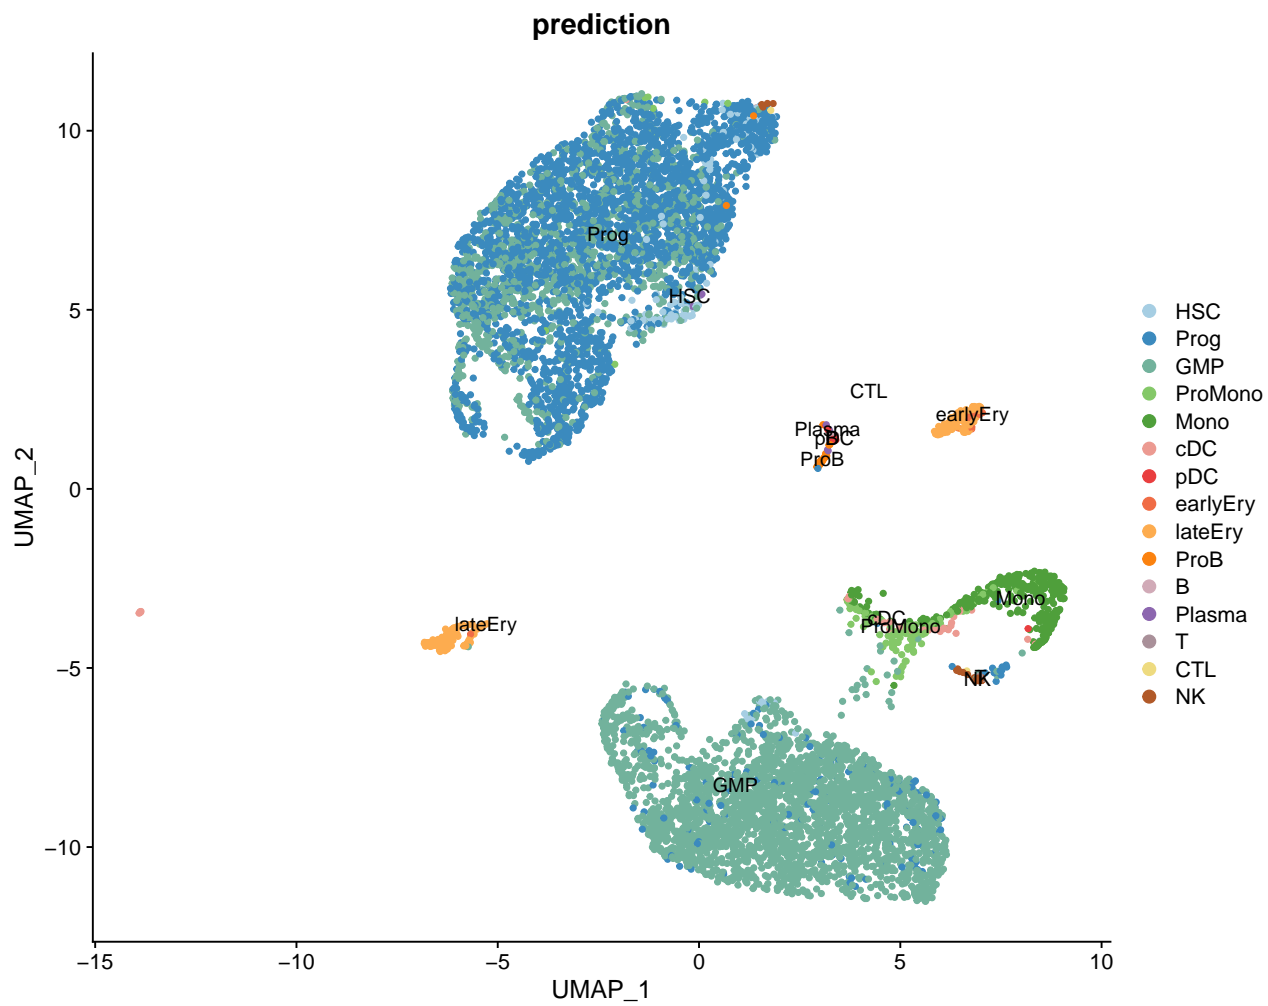 prediction
10
5
0
−5
−10
UMAP_2
Prog
HSC
CTL
earlyEry
Plasma
pDC
B
ProB
Mono
cDC
ProMono
lateEry
NK
T
GMP
HSC
Prog
GMP
ProMono
Mono
cDC
pDC
earlyEry
lateEry
ProB
B
Plasma
T
CTL
NK
−15
−10
−5
0
5
10
UMAP_1